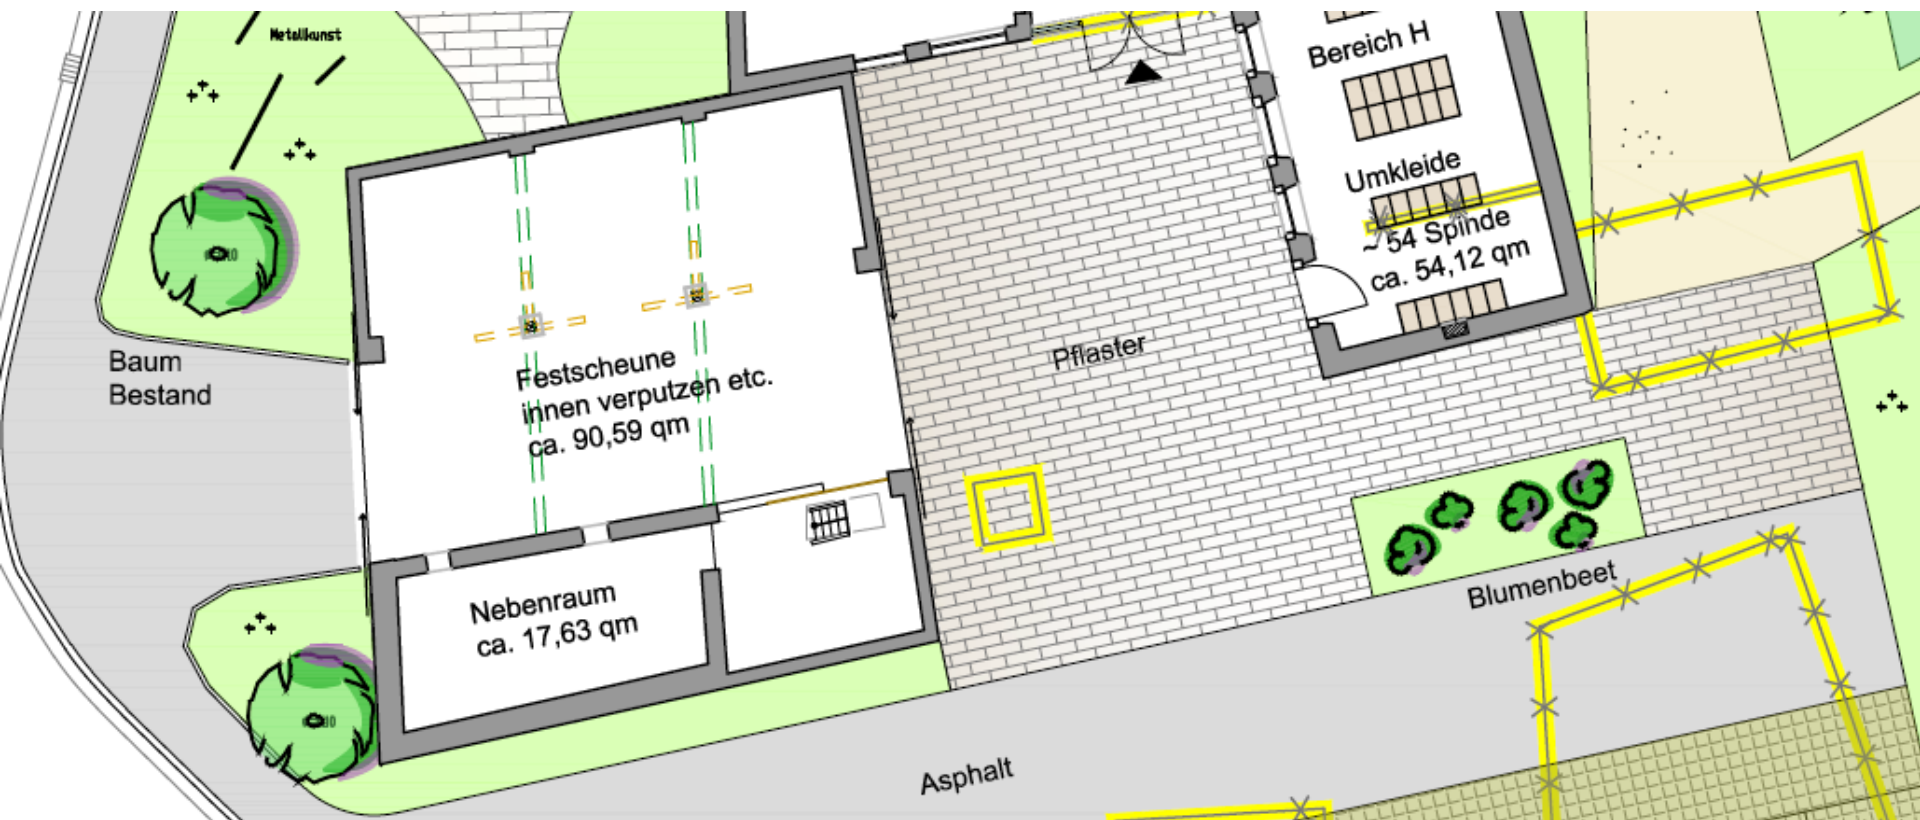 Metallkunst
Bereich H
Umkleide
~ 54 Spinde
ca. 54,12 qm
Pflaster
Baum
Bestand
Festscheune
innen verputzen etc.
ca. 90,59 qm
Nebenraum
ca. 17,63 qm
Blumenbeet
Asphalt